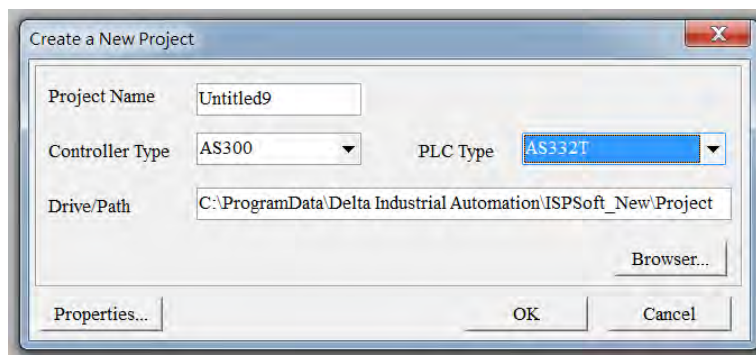 Create a New Project
X
Project Name Untitled9
Controller Type AS300 PLC Type AS332T
Drive/Path C:\ProgramData\Delta Industrial Automation\ISPSoft_New\Project
Browser...
Properties... OK Cancel